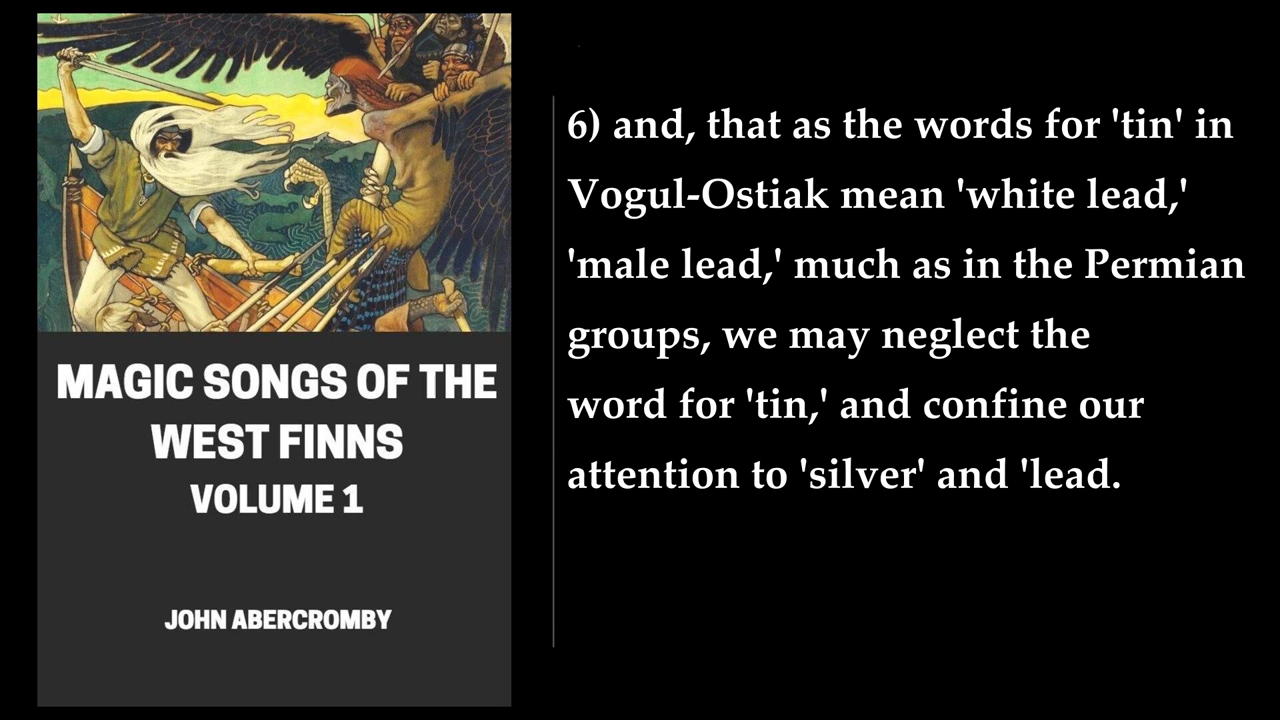 MAGIC SONGS OF THE
WEST FINNS
VOLUME 1
JOHN ABERCROMBY
6) and, that as the words for 'tin' in
Vogul-Ostiak mean 'white lead,'
'male lead,' much as in the Permian
groups, we may neglect the
word for 'tin,' and confine our
attention to 'silver' and 'lead.